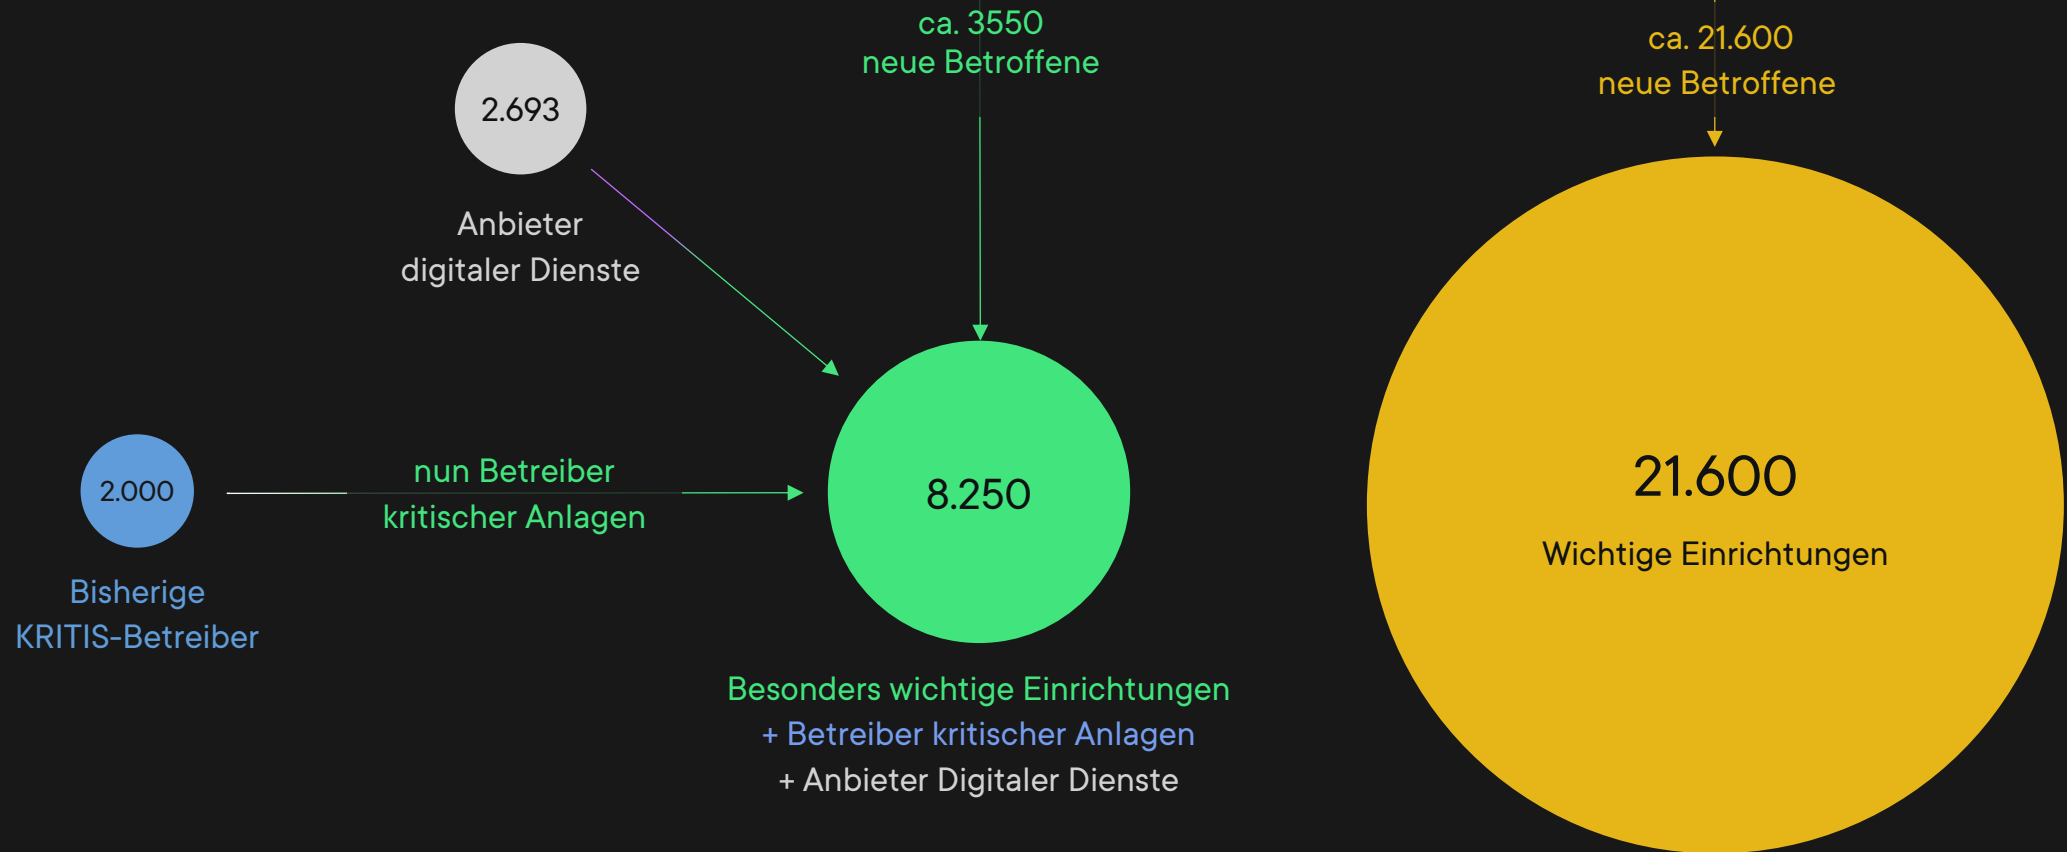 ca. 3550
neue Betroffene
ca. 21.600
neue Betroffene
2.693
Anbieter
digitaler Dienste
nun Betreiber
kritischer Anlagen
2.000
Bisherige
KRITIS-Betreiber
8.250
Besonders wichtige Einrichtungen
+ Betreiber kritischer Anlagen
+ Anbieter Digitaler Dienste
21.600
Wichtige Einrichtungen